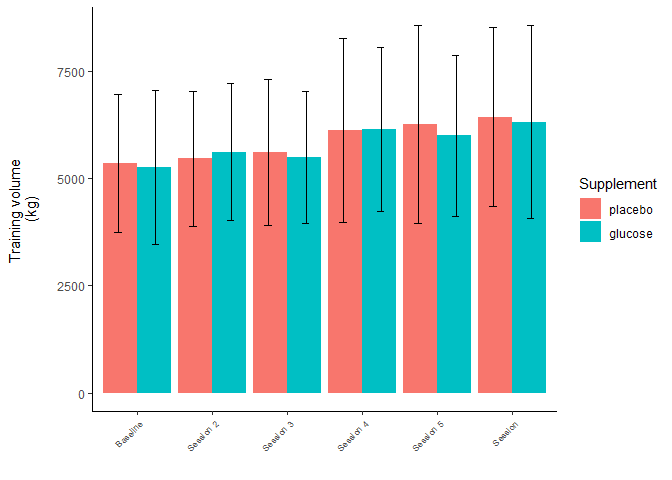 Training volume
(kg)
7500
5000
2500
0
Baseline
Session 2
Session 3
Session 4
Session 5
Session
Supplement
placebo
glucose